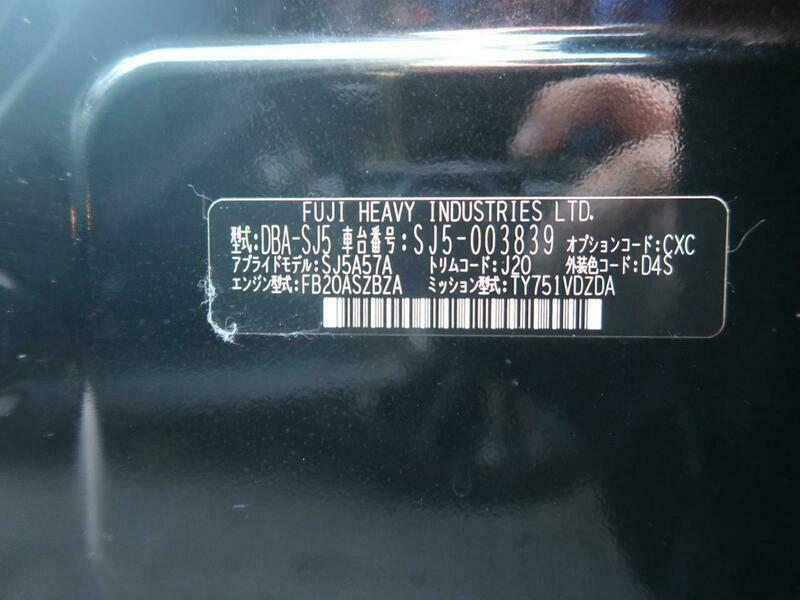 FUJI HEAVY INDUSTRIES LTD.
型式:DBA-SJ5 車台番号:SJ5-003839 オプションコード:CXC
アプライドモデル:SJ5A57A トリムコード:J20 外装色コード:D4S
エンジン型式:FB20ASZBZA ミッション型式:TY751VDZDA